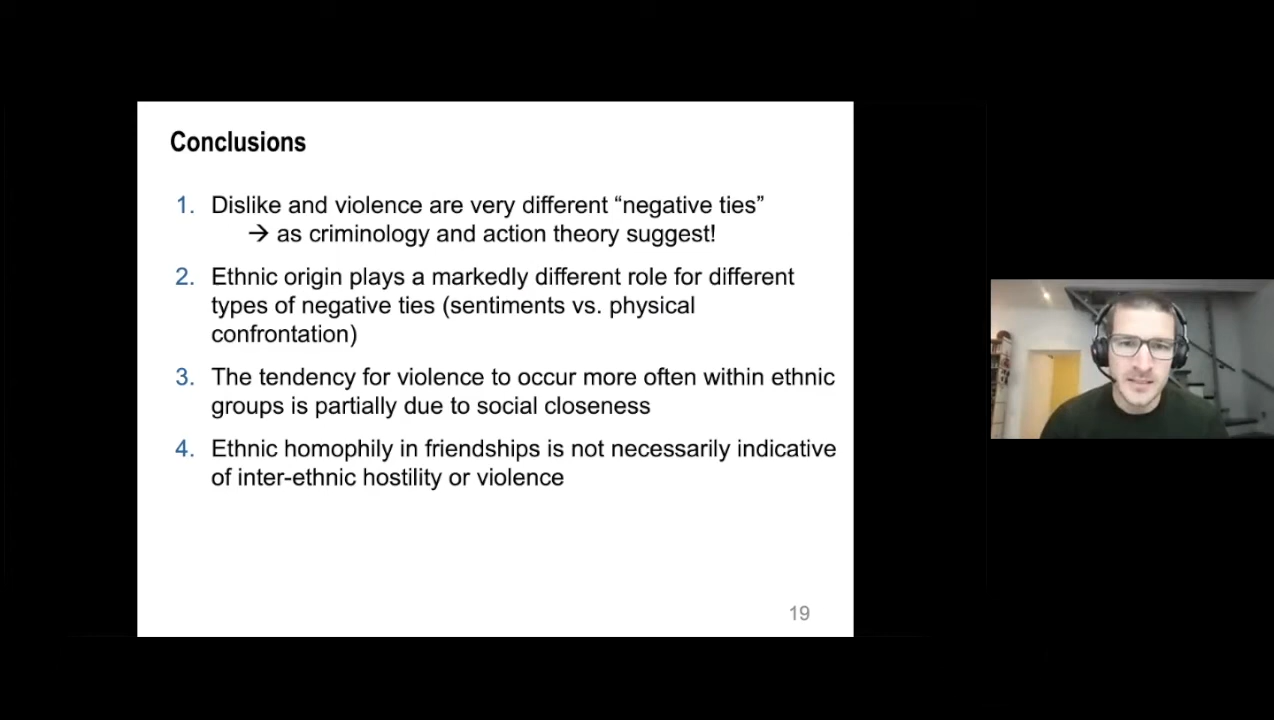 Conclusions
1. Dislike and violence are very different “negative ties”
→ as criminology and action theory suggest!
2. Ethnic origin plays a markedly different role for different
types of negative ties (sentiments vs. physical
confrontation)
3. The tendency for violence to occur more often within ethnic
groups is partially due to social closeness
4. Ethnic homophily in friendships is not necessarily indicative
of inter-ethnic hostility or violence
19